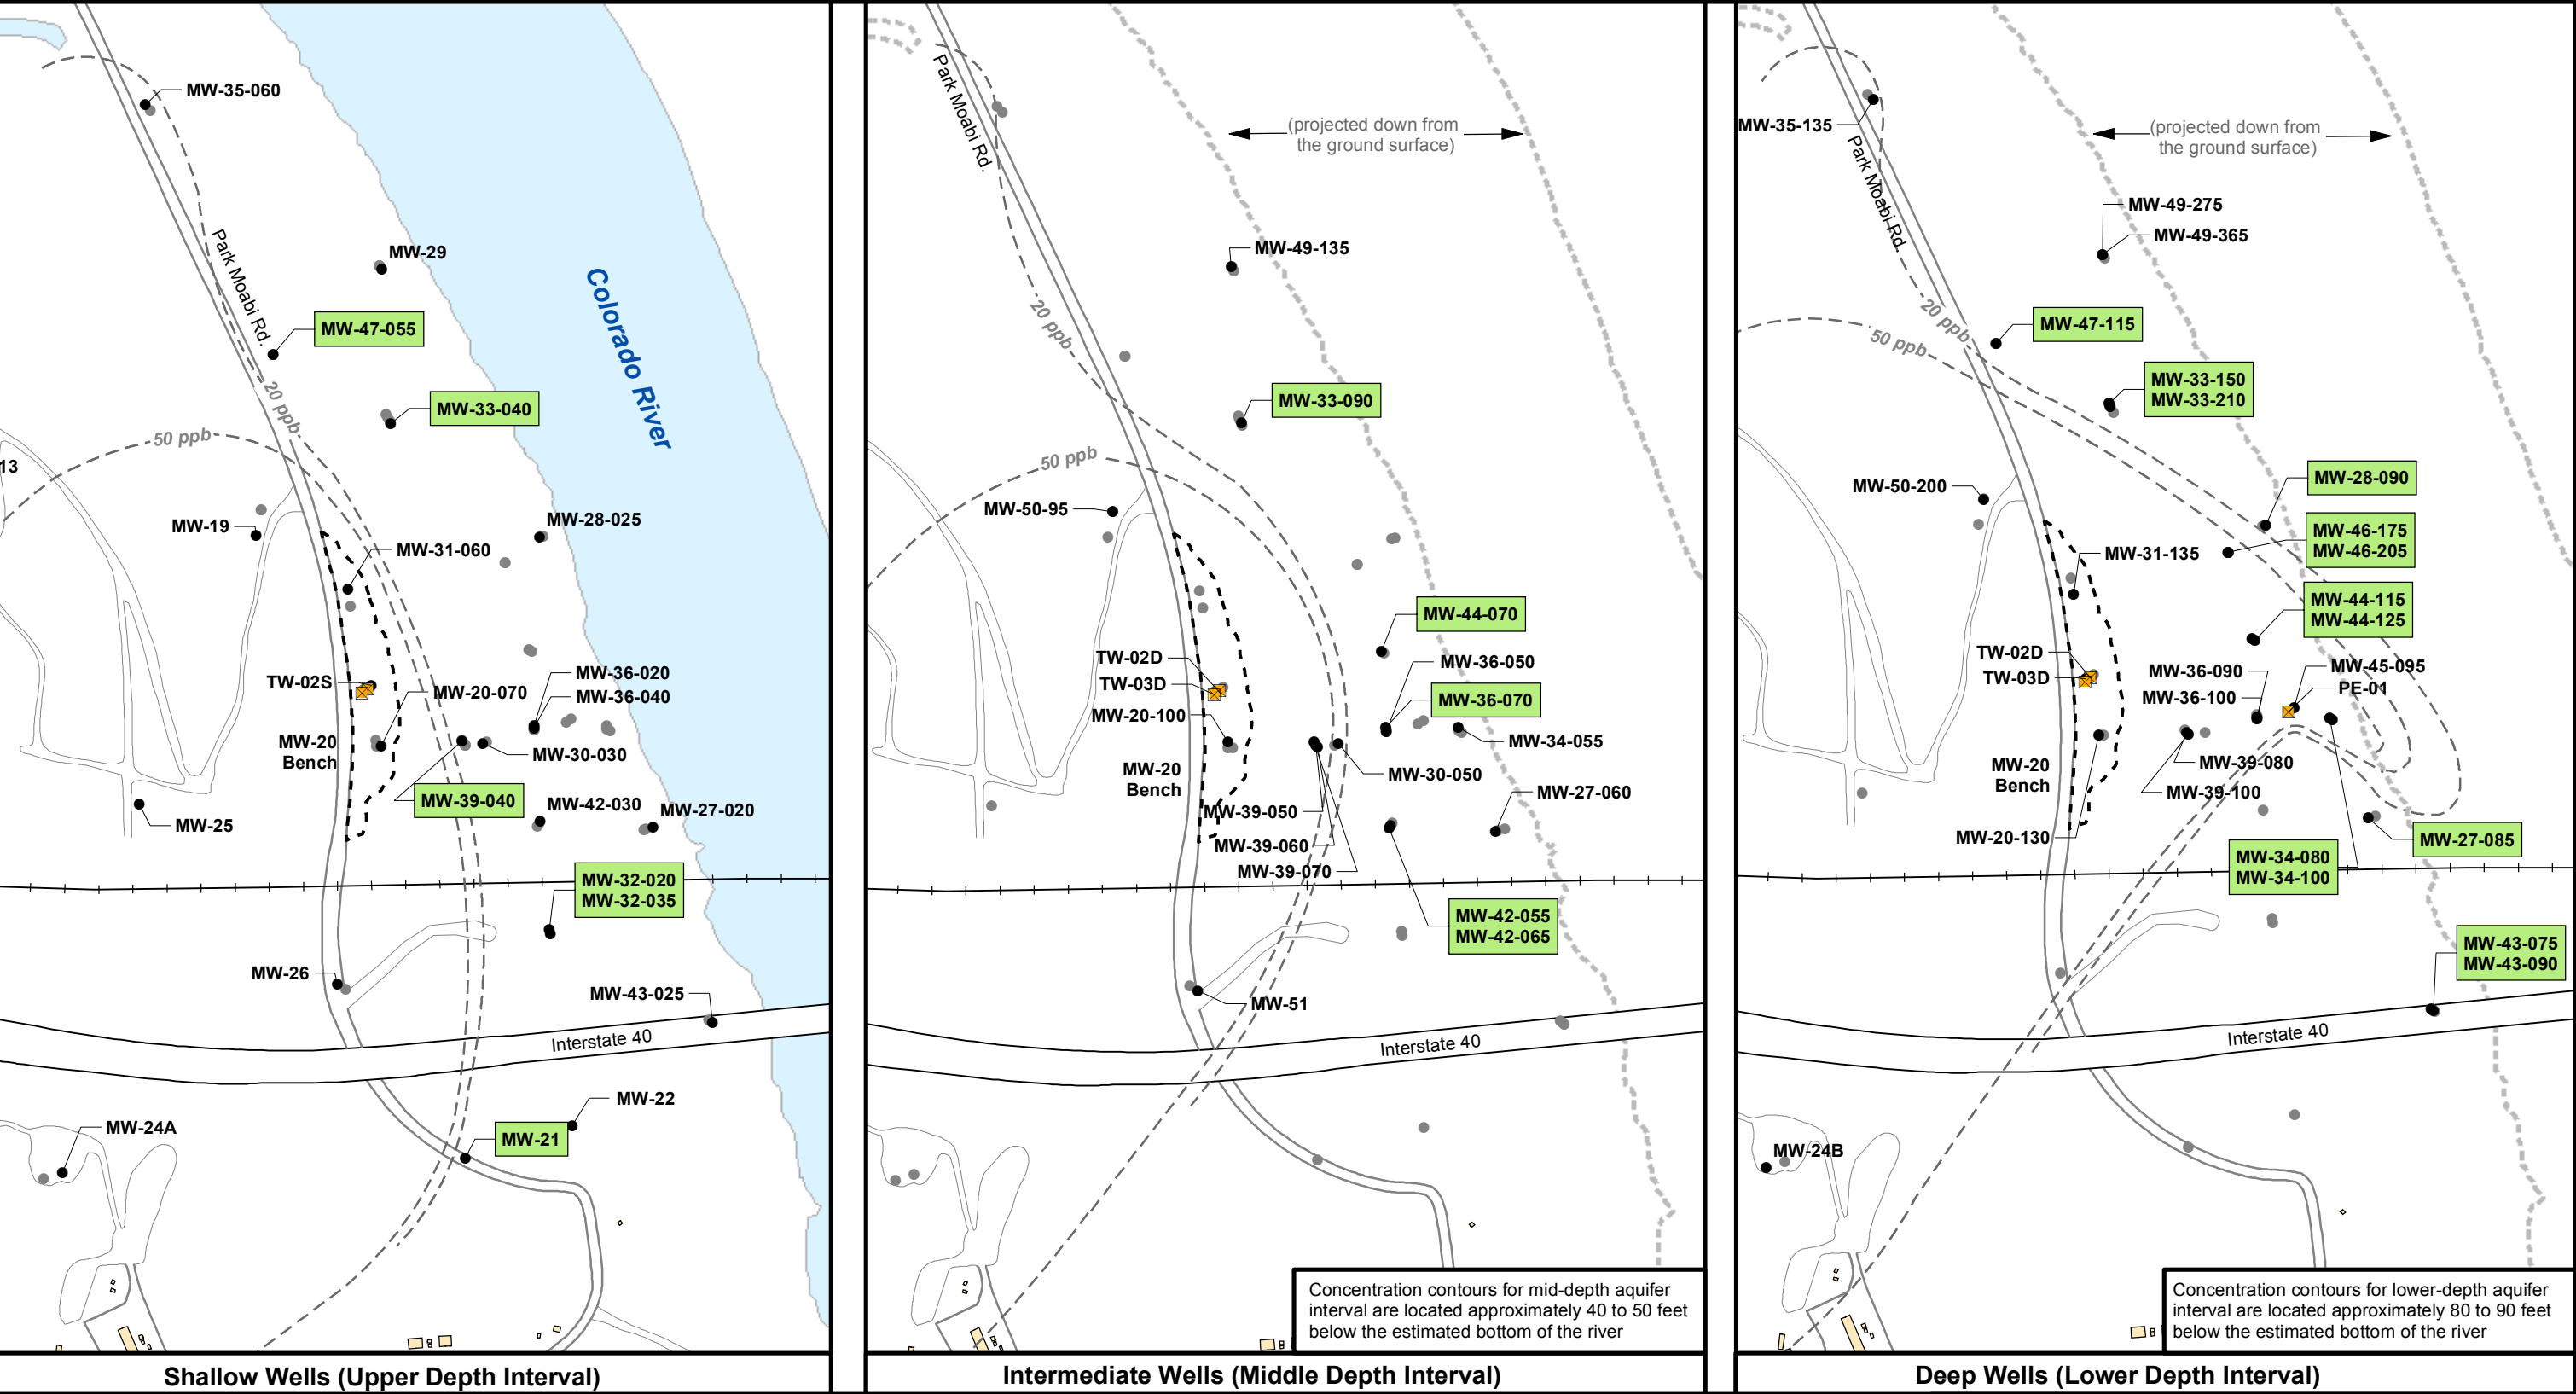 MW-35-060
MW-29
Park Moabi Rd.
MW-47-055
Colorado River
20 ppb
MW-33-040
50 ppb
13
MW-19
MW-28-025
MW-31-060
TW-02S
MW-20-070
MW-36-020
MW-36-040
MW-20
Bench
MW-30-030
MW-39-040
MW-42-030
MW-27-020
MW-25
MW-32-020
MW-32-035
MW-26
MW-43-025
Interstate 40
MW-22
MW-21
MW-24A
Shallow Wells (Upper Depth Interval)
Park Moabi Rd.
(projected down from
the ground surface)
MW-49-135
20 ppb
MW-33-090
50 ppb
MW-50-95
MW-44-070
TW-02D
TW-03D
MW-36-050
MW-36-070
MW-20-100
MW-34-055
MW-20
Bench
MW-30-050
MW-27-060
MW-39-050
MW-39-060
MW-39-070
MW-42-055
MW-42-065
MW-51
Interstate 40
Concentration contours for mid-depth aquifer
interval are located approximately 40 to 50 feet
below the estimated bottom of the river
Intermediate Wells (Middle Depth Interval)
MW-35-135
Park Moabi Rd.
(projected down from
the ground surface)
MW-49-275
MW-49-365
20 ppb
50 ppb
MW-47-115
MW-33-150
MW-33-210
MW-28-090
MW-50-200
MW-46-175
MW-46-205
MW-31-135
MW-44-115
MW-44-125
TW-02D
TW-03D
MW-36-090
MW-36-100
MW-45-095
PE-01
MW-20
Bench
MW-39-080
MW-39-100
MW-20-130
MW-27-085
MW-34-080
MW-34-100
MW-43-075
MW-43-090
Interstate 40
MW-24B
Concentration contours for lower-depth aquifer
interval are located approximately 80 to 90 feet
below the estimated bottom of the river
Deep Wells (Lower Depth Interval)